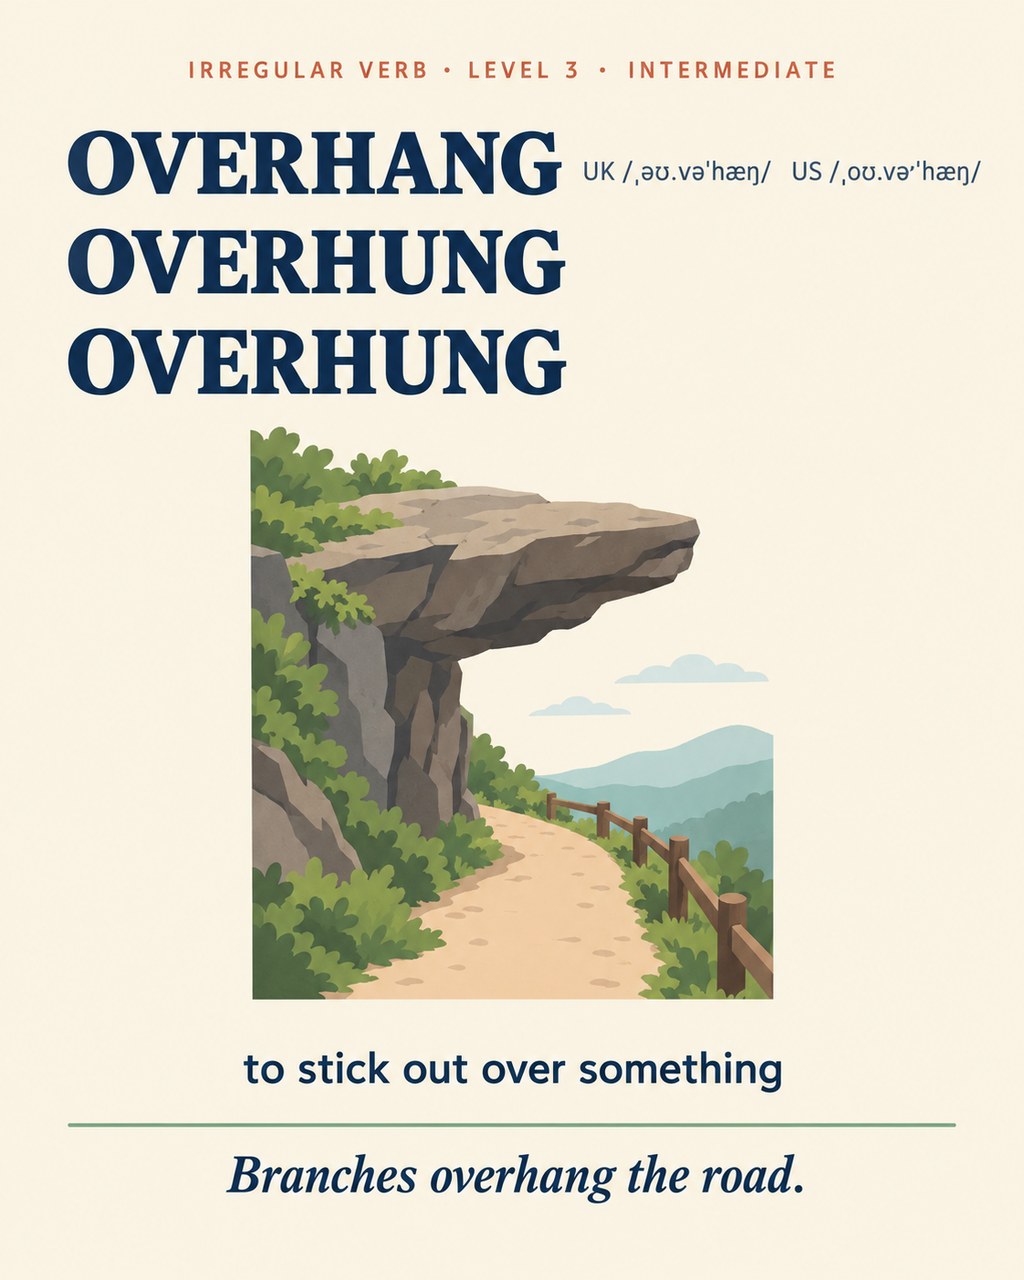 IRREGULAR VERB • LEVEL 3 • INTERMEDIATE
OVERHANG UK /ˌəʊ.vəˈhæŋ/ US /ˌoʊ.vɚˈhæŋ/
OVERHUNG
OVERHUNG
to stick out over something
Branches overhang the road.